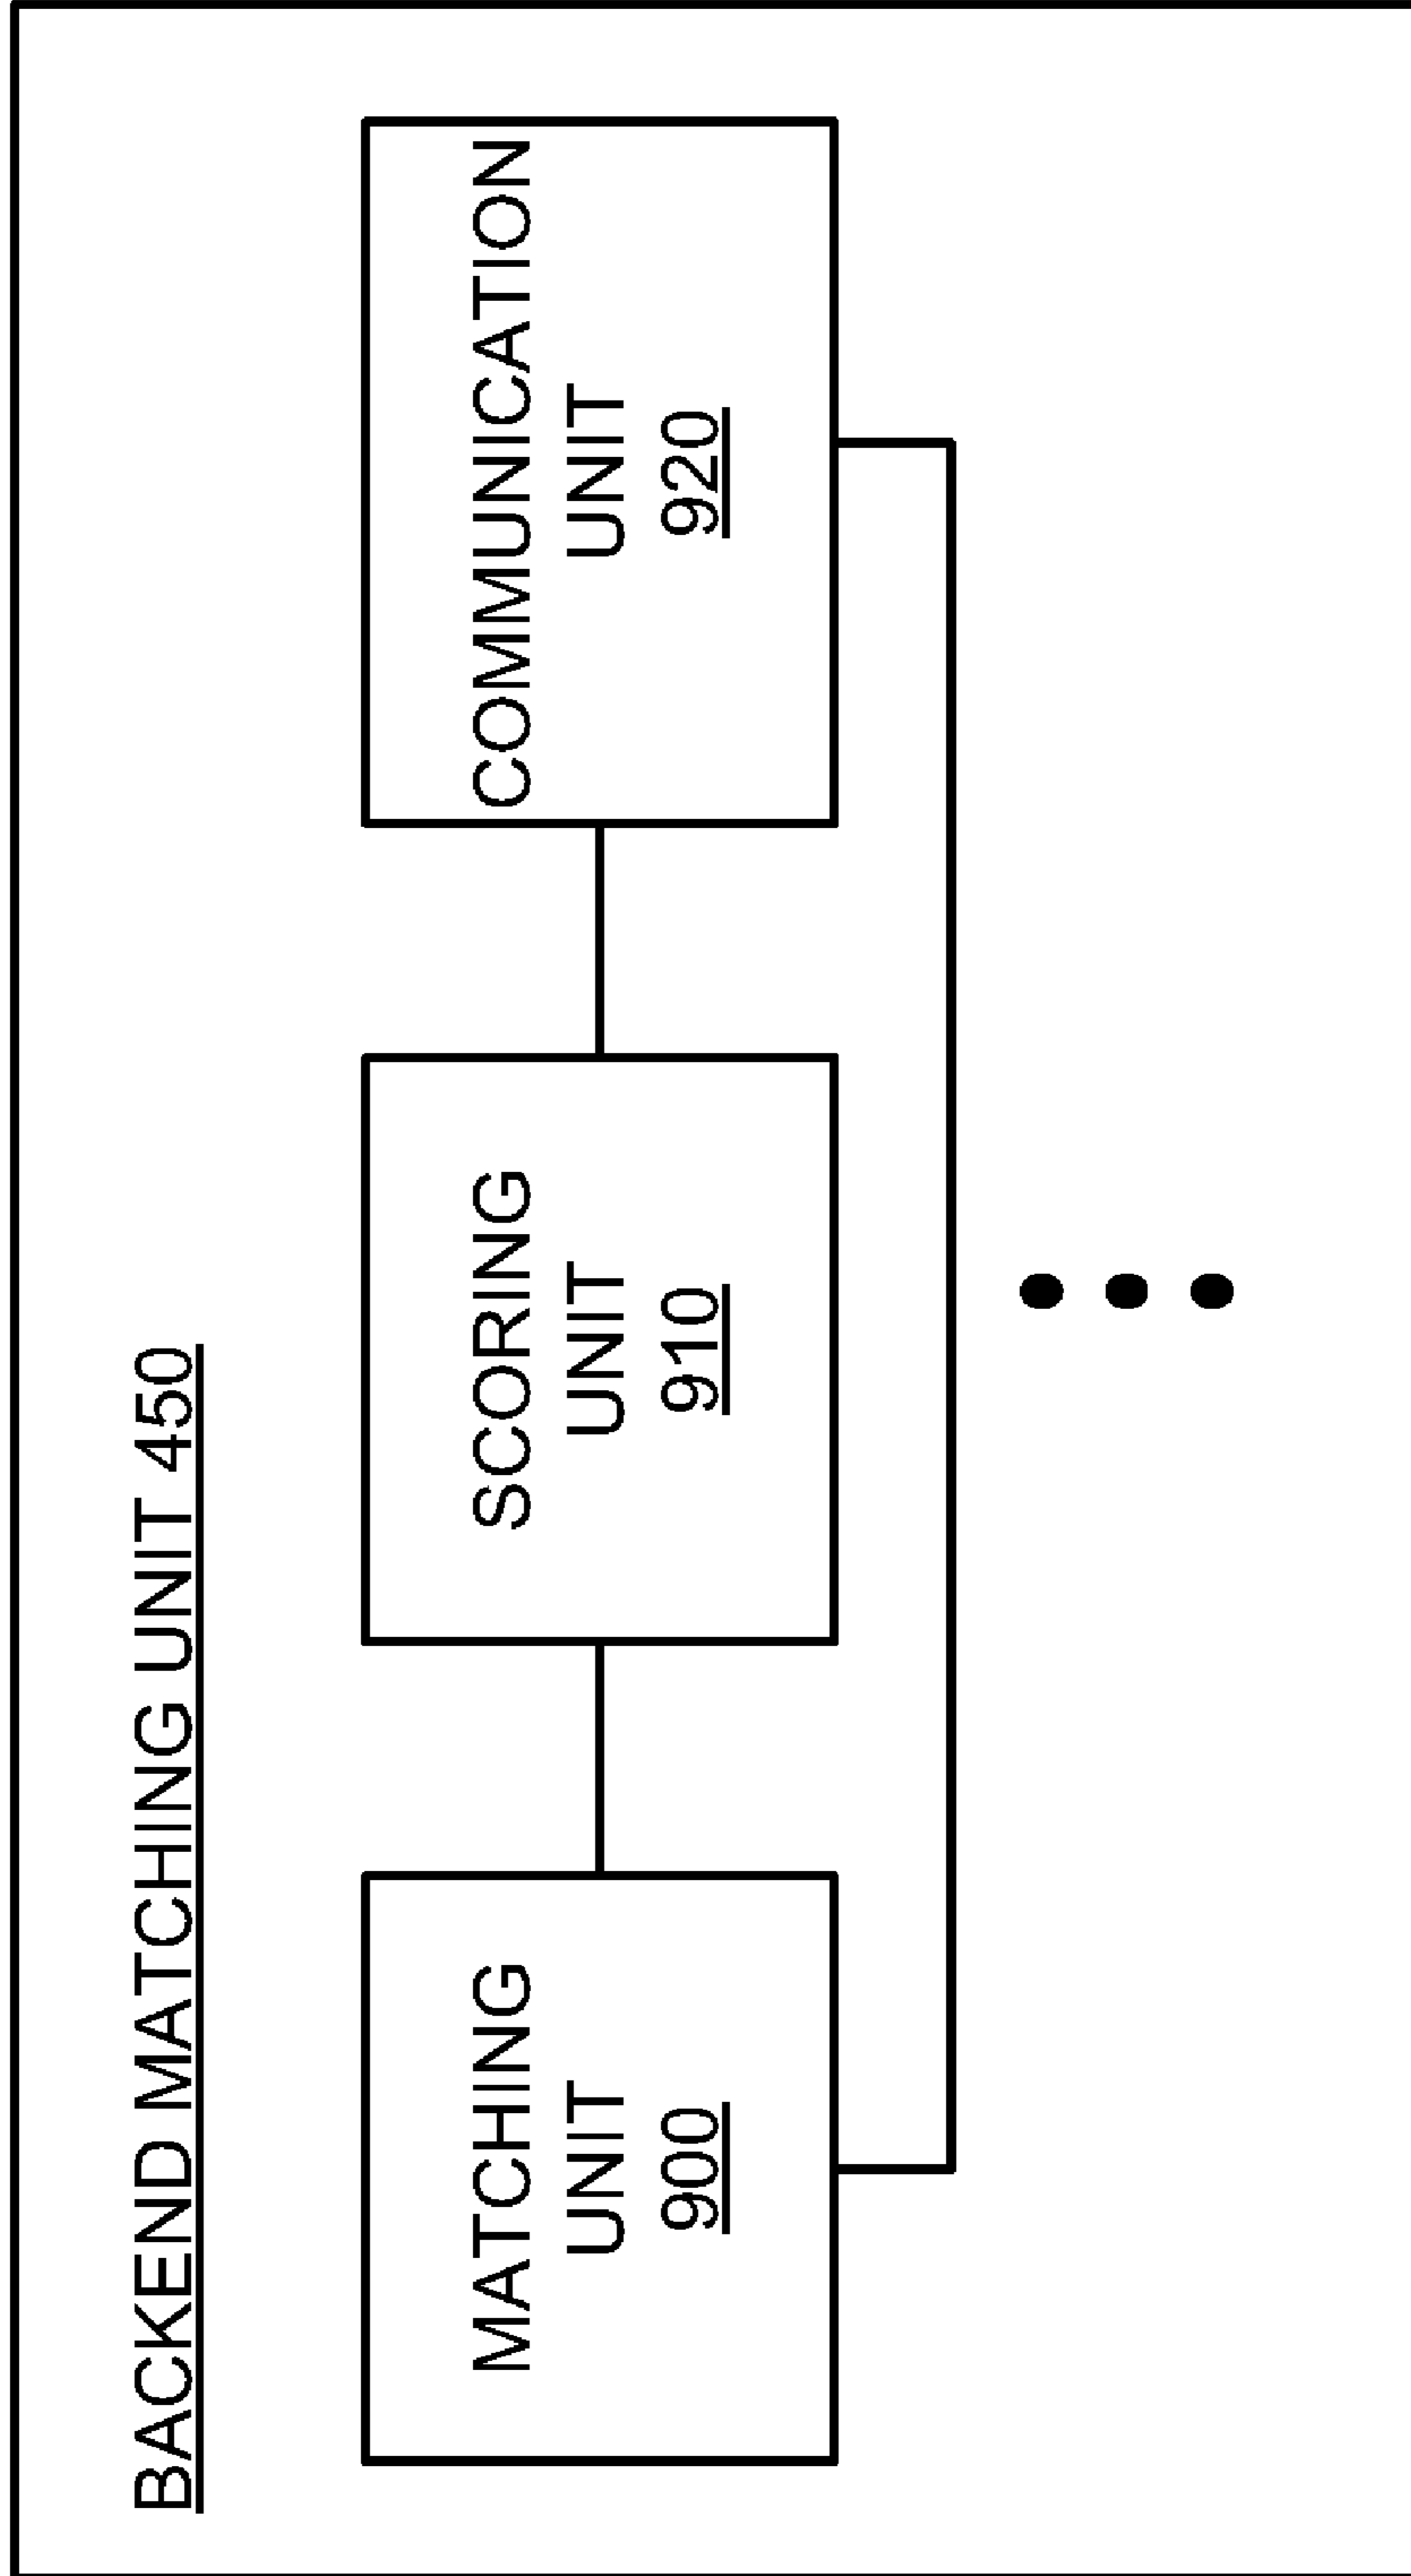 BACKEND MATCHING UNIT 450
MATCHING
UNIT
900
SCORING
UNIT
910
COMMUNICATION
UNIT
920